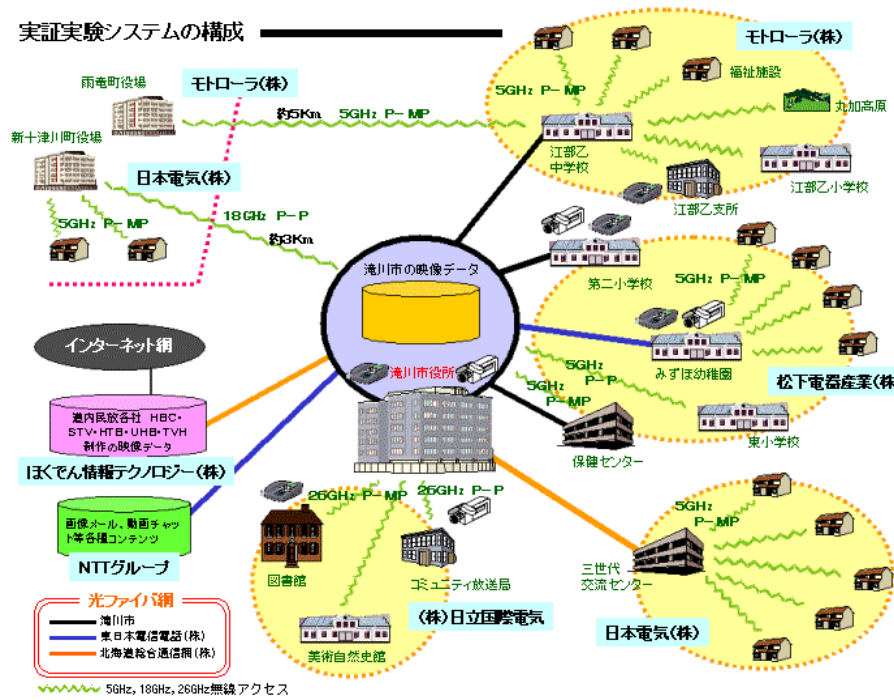 実証実験システムの構成
モトローラ(株)
雨竜町役場
モトローラ(株)
約5Km 5GHz P-MP
5GHz P-MP
福祉施設
丸加高原
新十津川町役場
江部乙
中学校
江部乙小学校
江部乙支所
日本電気(株)
18GHz P-P
約3Km
5GHz P-MP
滝川市の映像データ
第二小学校
5GHz P-MP
インターネット網
滝川市役所
みずほ幼稚園
5GHz P-P
5GHz
P-MP
松下電器産業(株)
道内民放各社 HBC・
STV・HTB・UHB・TVH
制作の映像データ
東小学校
保健センター
ほくでん情報テクノロジー(株)
26GHz P-MP
26GHz P-P
5GHz
P-MP
画像メール、動画チャッ
ト等各種コンテンツ
NTTグループ
図書館
コミュニティ放送局
三世代
交流センター
光ファイバ網
滝川市
東日本電信電話(株)
北海道総合通信網(株)
(株)日立国際電気
日本電気(株)
美術自然史館
5GHz,18GHz,26GHz無線アクセス